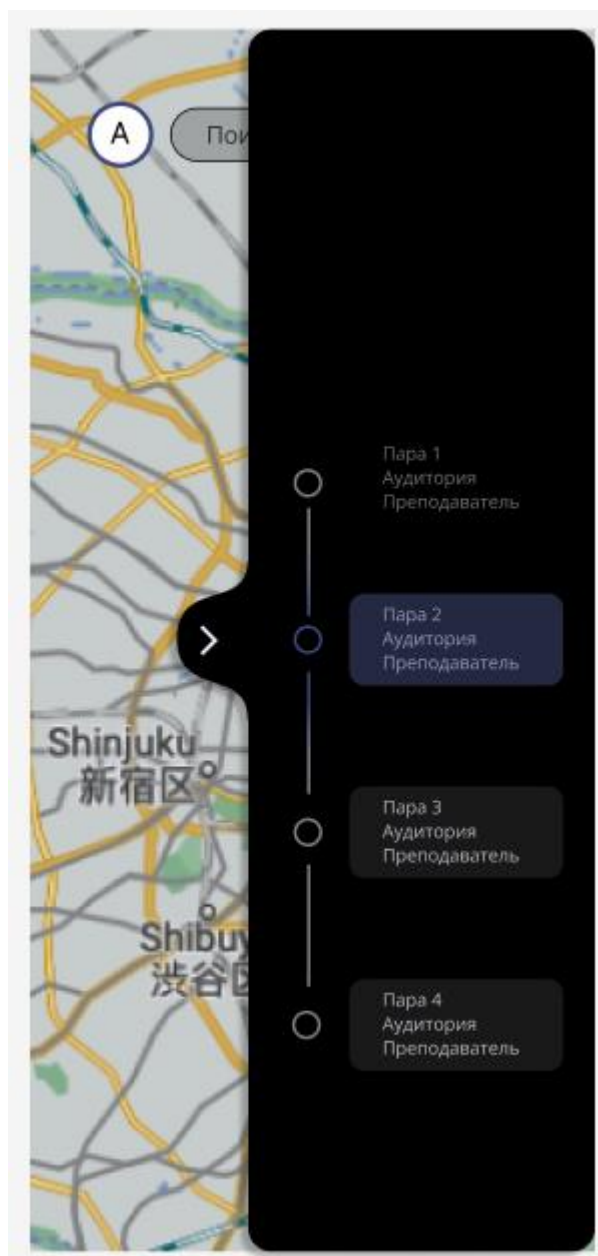 А
Пои
Пара 1
Аудитория
Преподаватель
Пара 2
Аудитория
Преподаватель
Shinjuku
新宿区
Пара 3
Аудитория
Преподаватель
Shibuy
渋谷区
Пара 4
Аудитория
Преподаватель